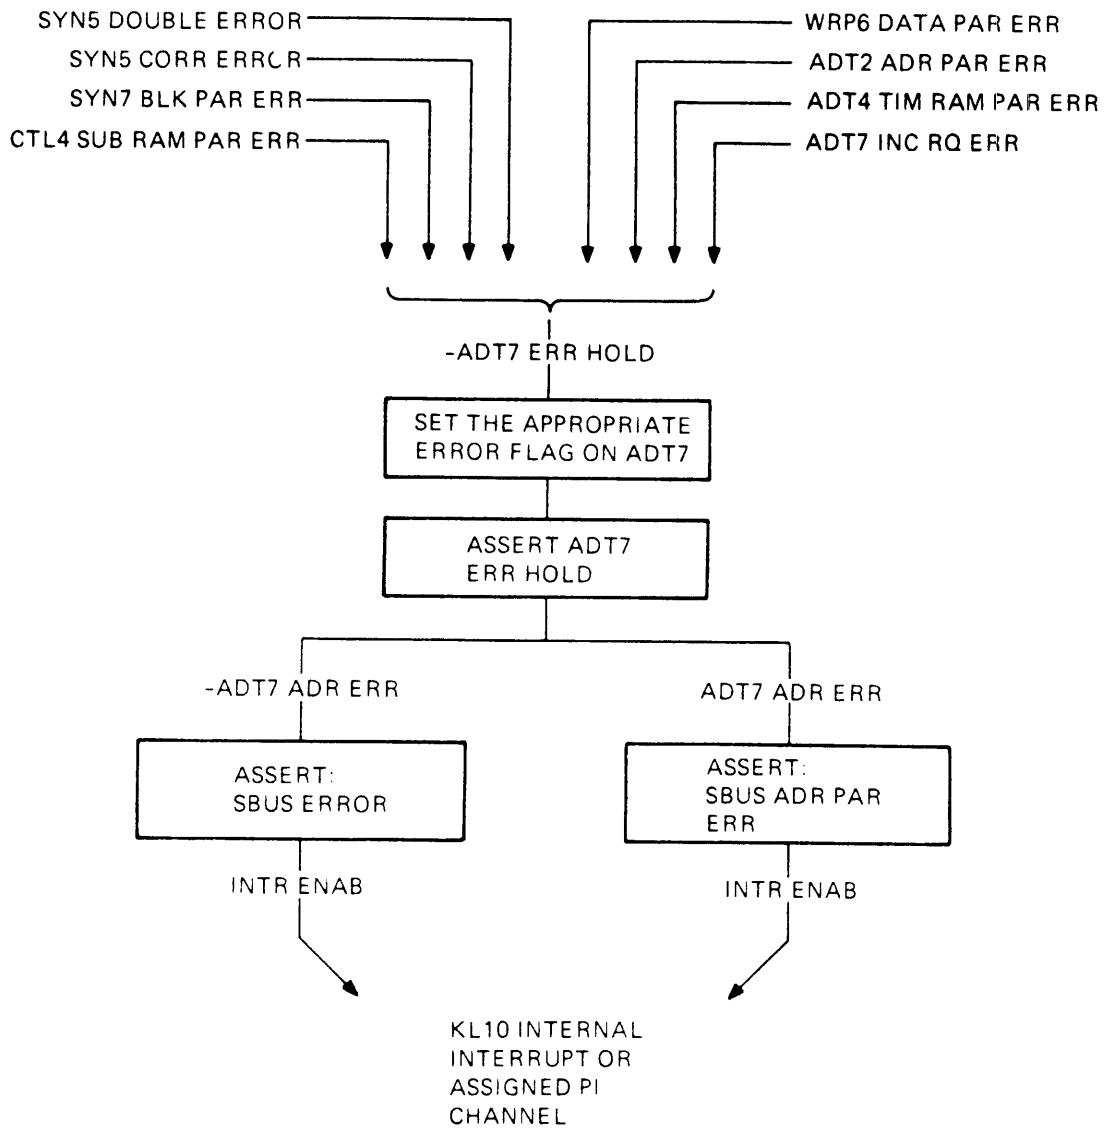 SYN5 DOUBLE ERROR
SYN5 CORR ERROR
SYN7 BLK PAR ERR
CTL4 SUB RAM PAR ERR
WRP6 DATA PAR ERR
ADT2 ADR PAR ERR
ADT4 TIM RAM PAR ERR
ADT7 INC RQ ERR
-ADT7 ERR HOLD
SET THE APPROPRIATE
ERROR FLAG ON ADT7
ASSERT ADT7
ERR HOLD
-ADT7 ADR ERR
ADT7 ADR ERR
ASSERT:
SBUS ERROR
ASSERT:
SBUS ADR PAR
ERR
INTR ENAB
INTR ENAB
KL10 INTERNAL
INTERRUPT OR
ASSIGNED PI
CHANNEL